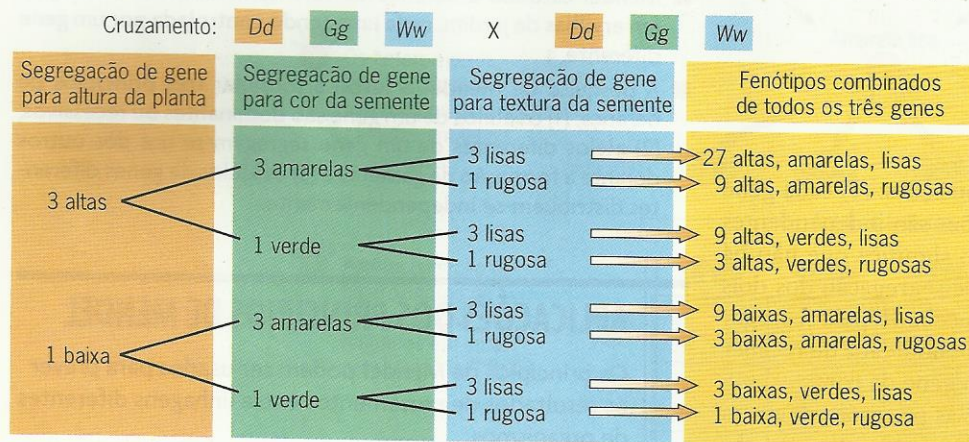 Cruzamento: Dd Gg Ww X Dd Gg Ww
Segregação de gene
para altura da planta
Segregação de gene
para cor da semente
Segregação de gene
para textura da semente
Fenótipos combinados
de todos os três genes
3 altas
1 baixa
3 amarelas
1 verde
3 amarelas
1 verde
3 lisas
1 rugosa
3 lisas
1 rugosa
3 lisas
1 rugosa
3 lisas
1 rugosa
27 altas, amarelas, lisas
9 altas, amarelas, rugosas
9 altas, verdes, lisas
3 altas, verdes, rugosas
9 baixas, amarelas, lisas
3 baixas, amarelas, rugosas
3 baixas, verdes, lisas
1 baixa, verde, rugosa